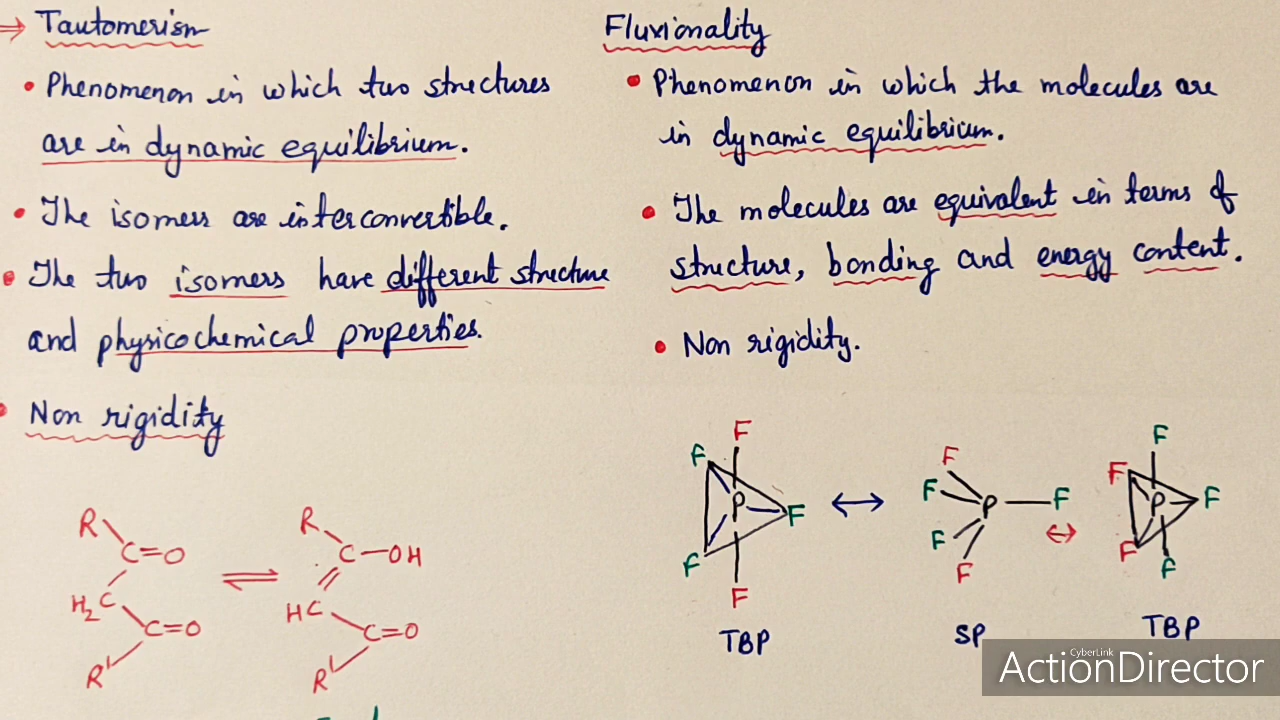 ⇒ Tautomerism
• Phenomenon in which two structures
are in dynamic equilibrium.
• The isomers are interconvertible.
• The two isomers have different structure
and physicochemical properties.
• Non rigidity
R
C=O
H2C
C=O
R'
⇌
R
C-OH
HC
C=O
R'
Fluxionality
• Phenomenon in which the molecules are
in dynamic equilibrium.
• The molecules are equivalent in terms of
structure, bonding and energy content.
• Non rigidity.
F
F
P
F
F
F
TBP
↔
F
F
P
F
F
F
SP
↔
F
F
P
F
F
F
TBP
CyberLink
ActionDirector